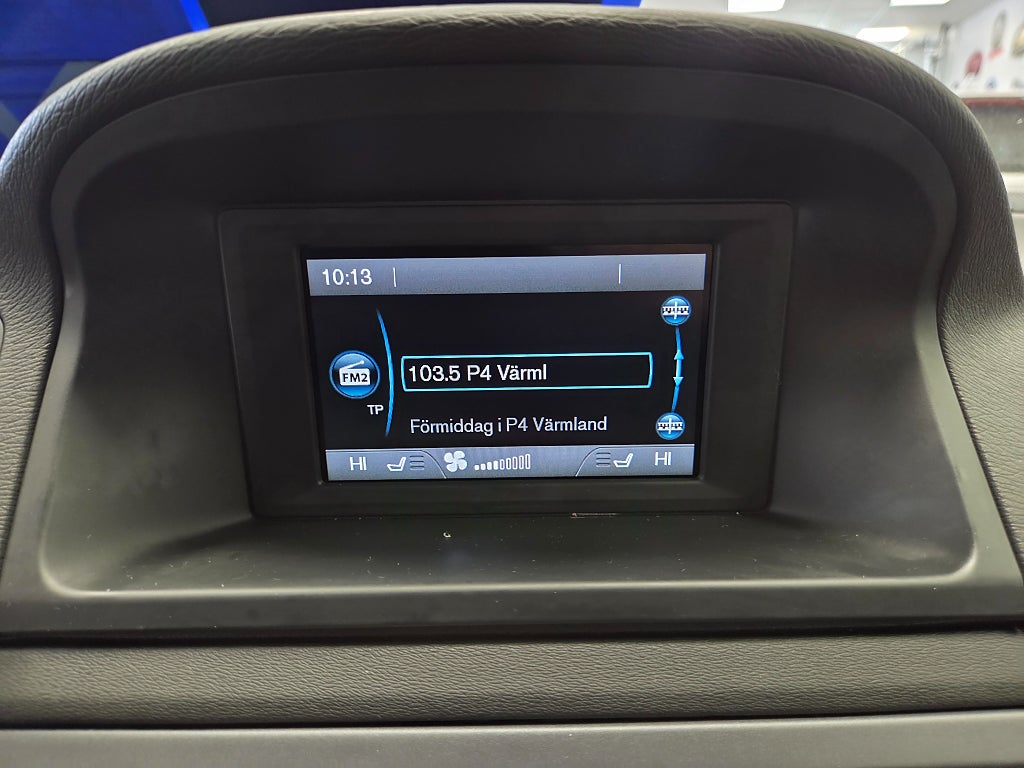 10:13
FM2
103.5 P4 Värml
TP
Förmiddag i P4 Värmland
HI
HI